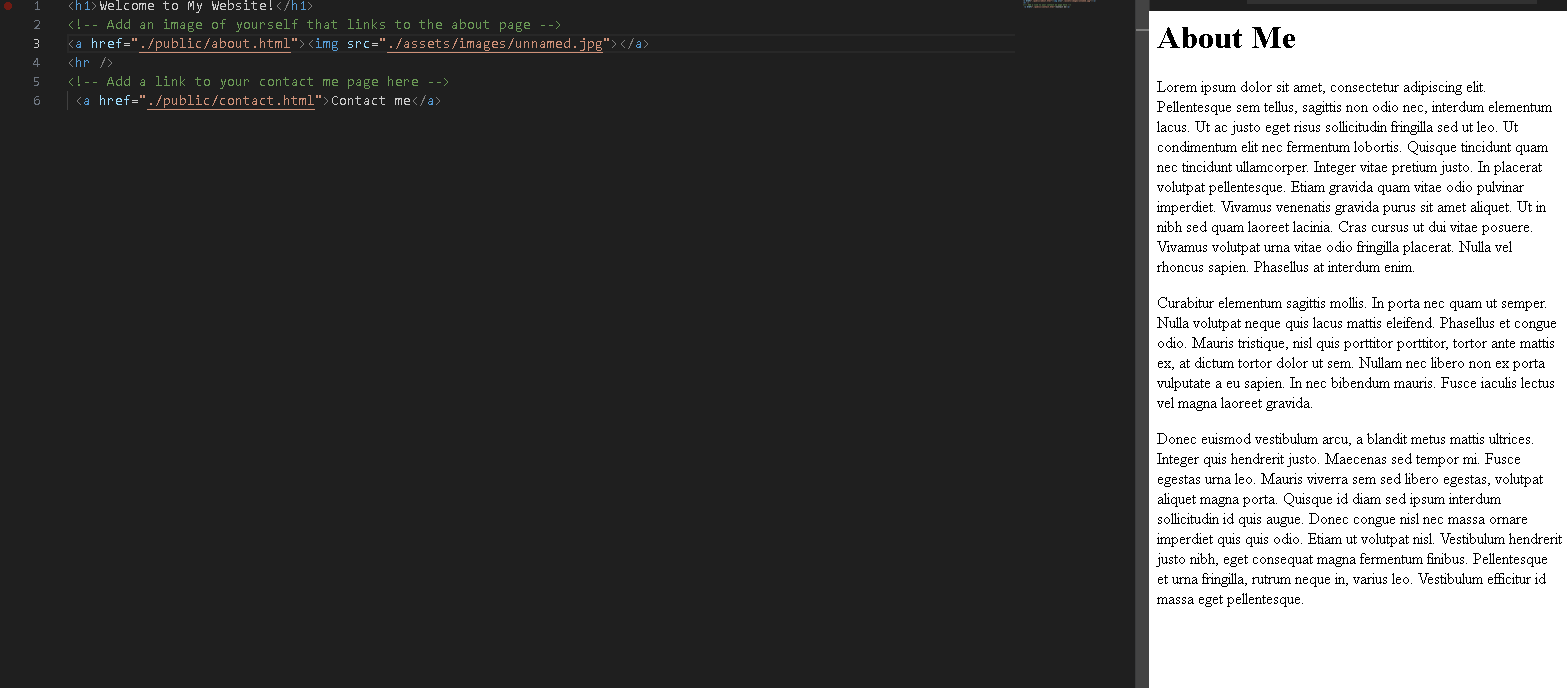 1 <h1>Welcome to My Website!</h1>
2 <!-- Add an image of yourself that links to the about page -->
3 <a href="./public/about.html"><img src="./assets/images/unnamed.jpg"></a>
4 <hr />
5 <!-- Add a link to your contact me page here -->
6 <a href="./public/contact.html">Contact me</a>
About Me
Lorem ipsum dolor sit amet, consectetur adipiscing elit.
Pellentesque sem tellus, sagittis non odio nec, interdum elementum
lacus. Ut ac justo eget risus sollicitudin fringilla sed ut leo. Ut
condimentum elit nec fermentum lobortis. Quisque tincidunt quam
nec tincidunt ullamcorper. Integer vitae pretium justo. In placerat
volutpat pellentesque. Etiam gravida quam vitae odio pulvinar
imperdiet. Vivamus venenatis gravida purus sit amet aliquet. Ut in
nibh sed quam laoreet lacinia. Cras cursus ut dui vitae posuere.
Vivamus volutpat urna vitae odio fringilla placerat. Nulla vel
rhoncus sapien. Phasellus at interdum enim.
Curabitur elementum sagittis mollis. In porta nec quam ut semper.
Nulla volutpat neque quis lacus mattis eleifend. Phasellus et congue
odio. Mauris tristique, nisl quis porttitor porttitor, tortor ante mattis
ex, at dictum tortor dolor ut sem. Nullam nec libero non ex porta
vulputate a eu sapien. In nec bibendum mauris. Fusce iaculis lectus
vel magna laoreet gravida.
Donec euismod vestibulum arcu, a blandit metus mattis ultrices.
Integer quis hendrerit justo. Maecenas sed tempor mi. Fusce
egestas urna leo. Mauris viverra sem sed libero egestas, volutpat
aliquet magna porta. Quisque id diam sed ipsum interdum
sollicitudin id quis augue. Donec congue nisl nec massa ornare
imperdiet quis quis odio. Etiam ut volutpat nisl. Vestibulum hendrerit
justo nibh, eget consequat magna fermentum finibus. Pellentesque
et urna fringilla, rutrum neque in, varius leo. Vestibulum efficitur id
massa eget pellentesque.